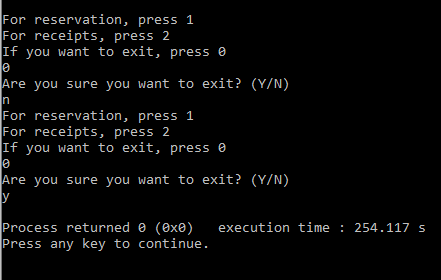 For reservation, press 1
For receipts, press 2
If you want to exit, press 0
0
Are you sure you want to exit? (Y/N)
n
For reservation, press 1
For receipts, press 2
If you want to exit, press 0
0
Are you sure you want to exit? (Y/N)
y
Process returned 0 (0x0)   execution time : 254.117 s
Press any key to continue.